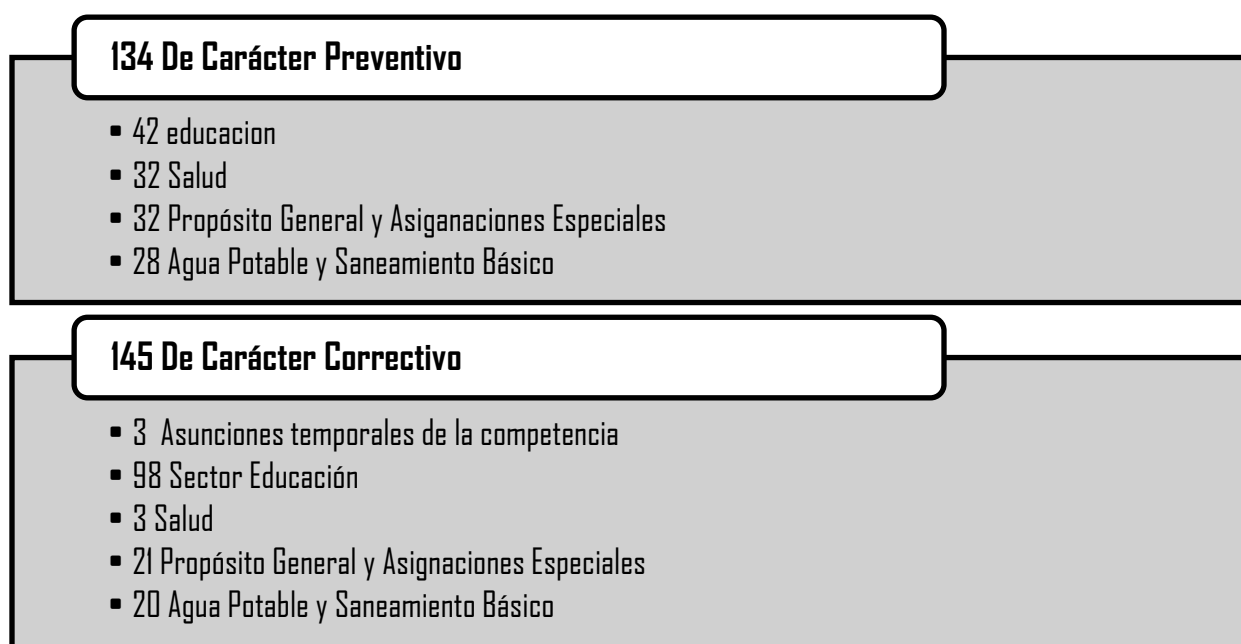 134 De Carácter Preventivo
▪ 42 educacion
▪ 32 Salud
▪ 32 Propósito General y Asiganaciones Especiales
▪ 28 Agua Potable y Saneamiento Básico
145 De Carácter Correctivo
▪ 3 Asunciones temporales de la competencia
▪ 98 Sector Educación
▪ 3 Salud
▪ 21 Propósito General y Asignaciones Especiales
▪ 20 Agua Potable y Saneamiento Básico